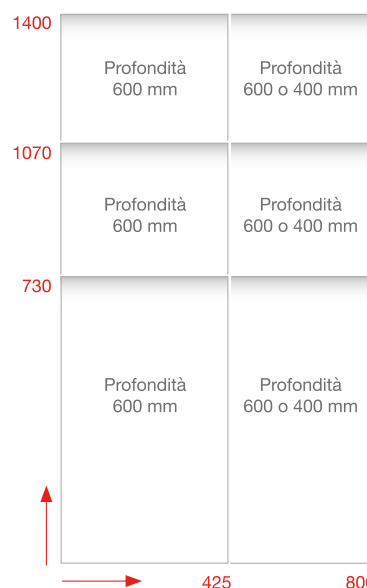 1400
Profondità
600 mm
Profondità
600 o 400 mm
1070
Profondità
600 mm
Profondità
600 o 400 mm
730
Profondità
600 mm
Profondità
600 o 400 mm
425
800